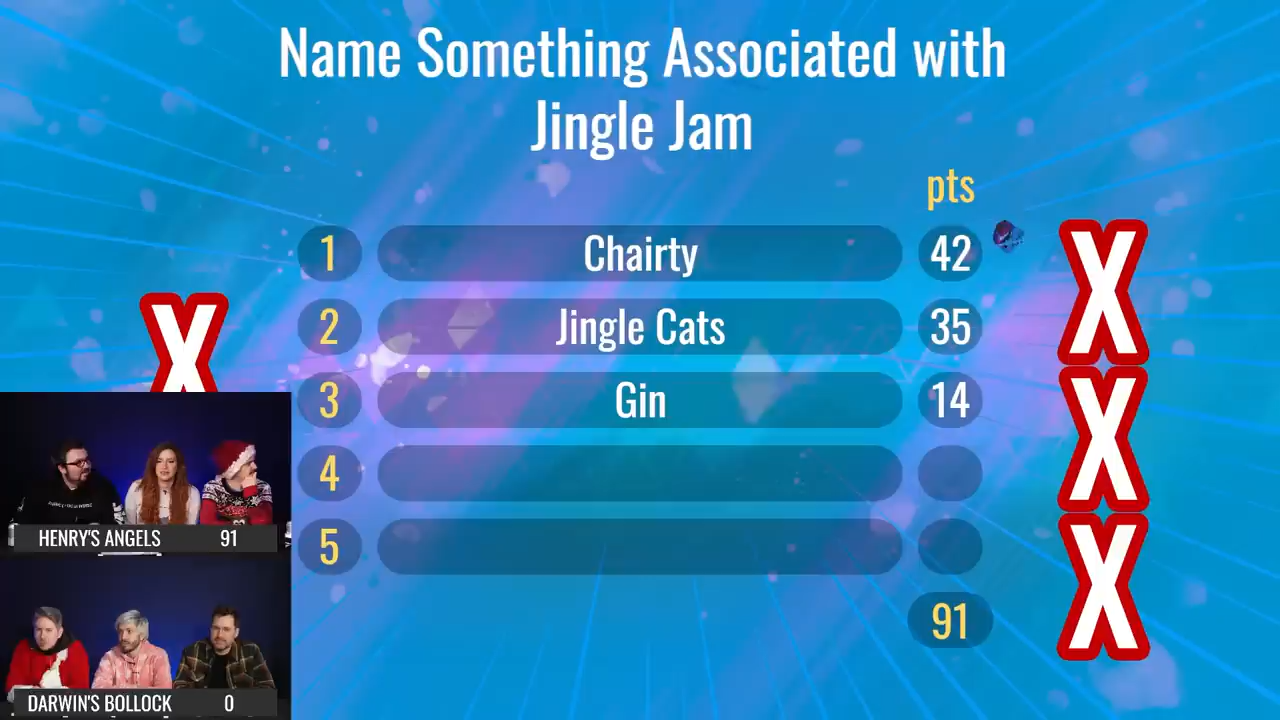 Name Something Associated with
Jingle Jam
pts
1 Chairty 42
2 Jingle Cats 35
3 Gin 14
4
5
91
X
X
X
X
HENRY'S ANGELS 91
DARWIN'S BOLLOCK 0